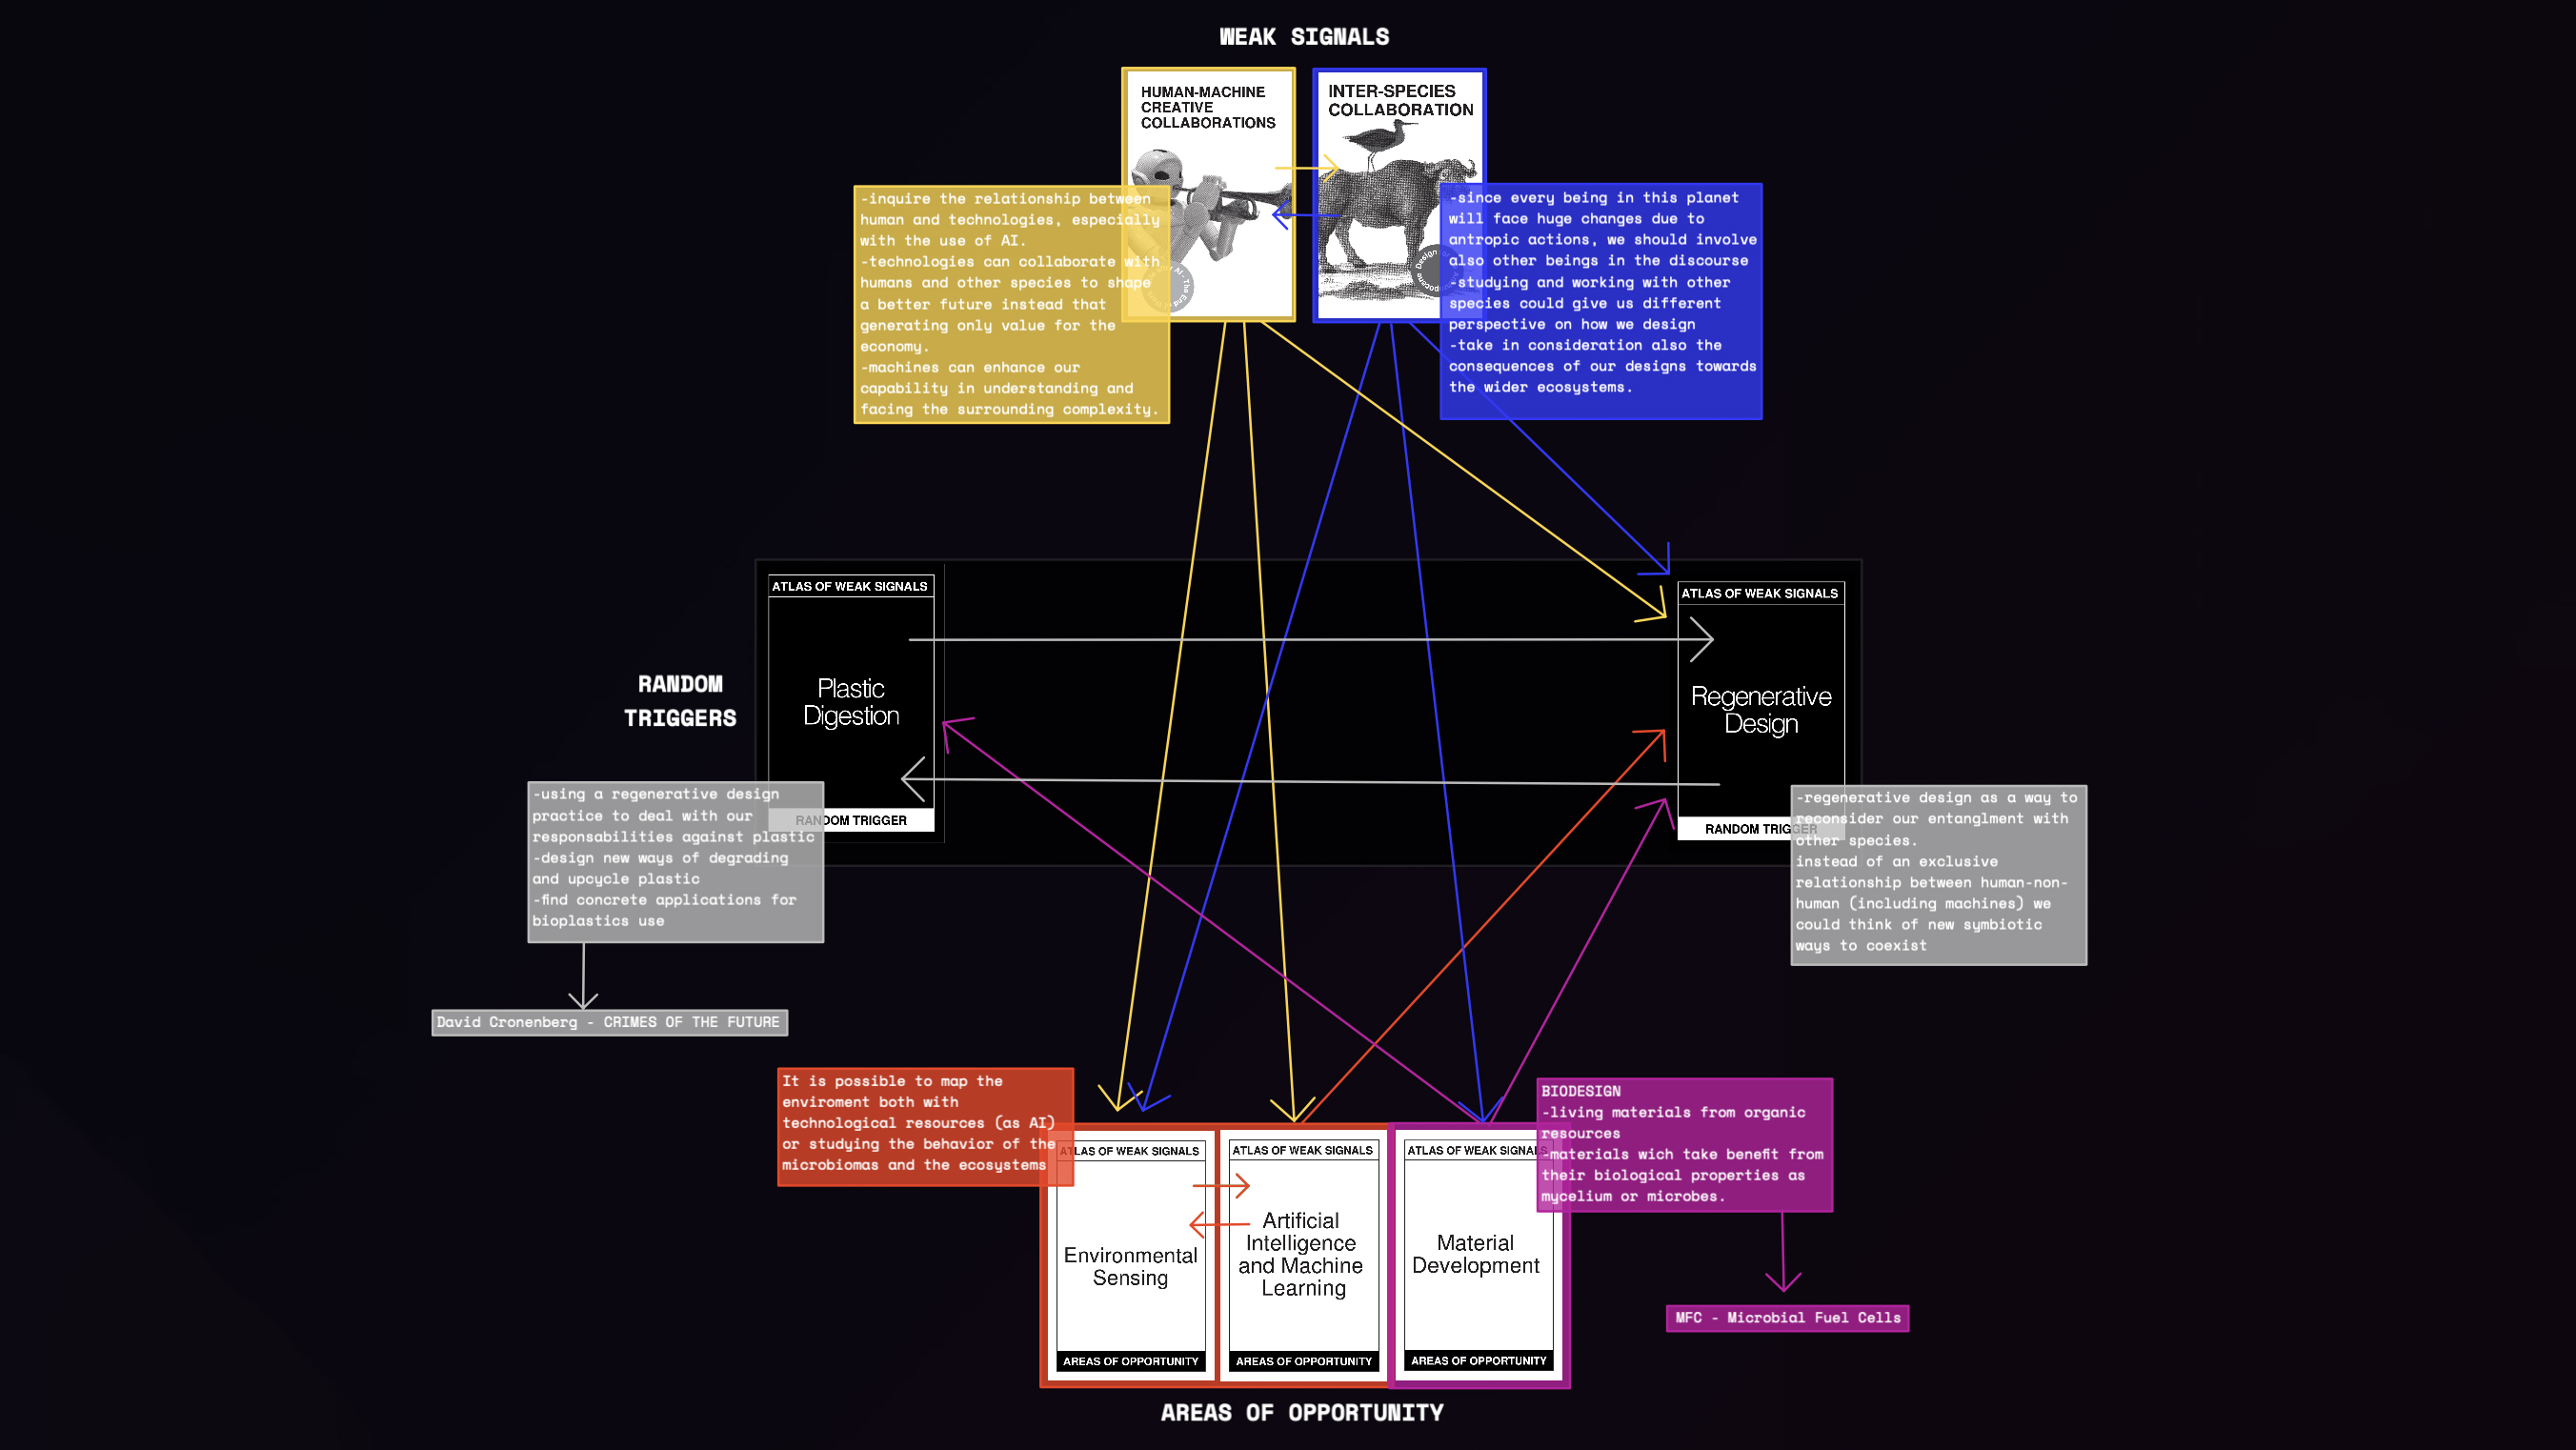 WEAK SIGNALS
HUMAN-MACHINE
CREATIVE
COLLABORATIONS
INTER-SPECIES
COLLABORATION
-inquire the relationship between
human and technologies, especially
with the use of AI.
-technologies can collaborate with
humans and other species to shape
a better future instead that
generating only value for the
economy.
-machines can enhance our
capability in understanding and
facing the surrounding complexity.
-since every being in this planet
will face huge changes due to
antropic actions, we should involve
also other beings in the discourse
-studying and working with other
species could give us different
perspective on how we design
-take in consideration also the
consequences of our designs towards
the wider ecosystems.
RANDOM
TRIGGERS
ATLAS OF WEAK SIGNALS
Plastic
Digestion
RANDOM TRIGGER
ATLAS OF WEAK SIGNALS
Regenerative
Design
RANDOM TRIGGER
-using a regenerative design
practice to deal with our
responsabilities against plastic
-design new ways of degrading
and upcycle plastic
-find concrete applications for
bioplastics use
David Cronenberg - CRIMES OF THE FUTURE
-regenerative design as a way to
reconsider our entanglment with
other species.
instead of an exclusive
relationship between human-non-
human (including machines) we
could think of new symbiotic
ways to coexist
It is possible to map the
enviroment both with
technological resources (as AI)
or studying the behavior of the
microbiomas and the ecosystems
ATLAS OF WEAK SIGNALS
Environmental
Sensing
AREAS OF OPPORTUNITY
ATLAS OF WEAK SIGNALS
Artificial
Intelligence
and Machine
Learning
AREAS OF OPPORTUNITY
ATLAS OF WEAK SIGNALS
Material
Development
AREAS OF OPPORTUNITY
BIODESIGN
-living materials from organic
resources
-materials wich take benefit from
their biological properties as
mycelium or microbes.
MFC - Microbial Fuel Cells
AREAS OF OPPORTUNITY